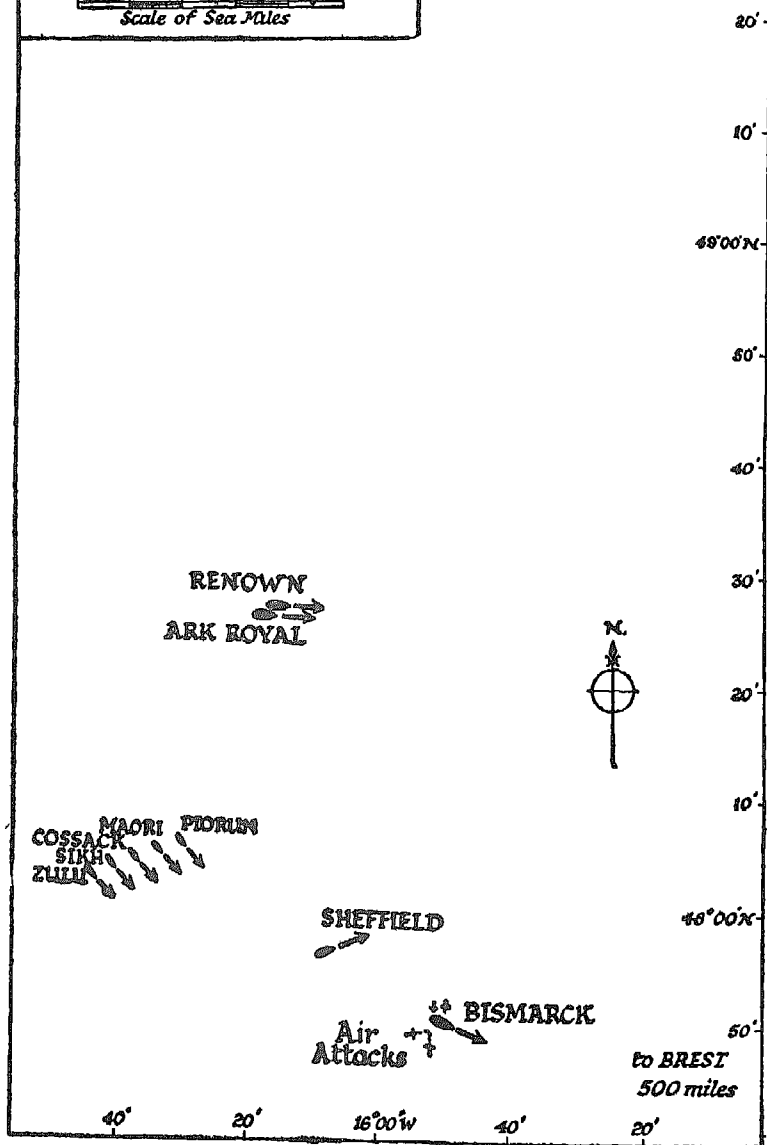 Scale of Sea Miles
20'
10'
49°00'N
50'
40'
30'
RENOWN
ARK ROYAL
N.
20'
10'
MAORI PIORUN
COSSACK
SIKH
ZULU
48°00'N
SHEFFIELD
BISMARCK
Air
Attacks
50'
to BREST
500 miles
40' 20' 16°00'W 40' 20'